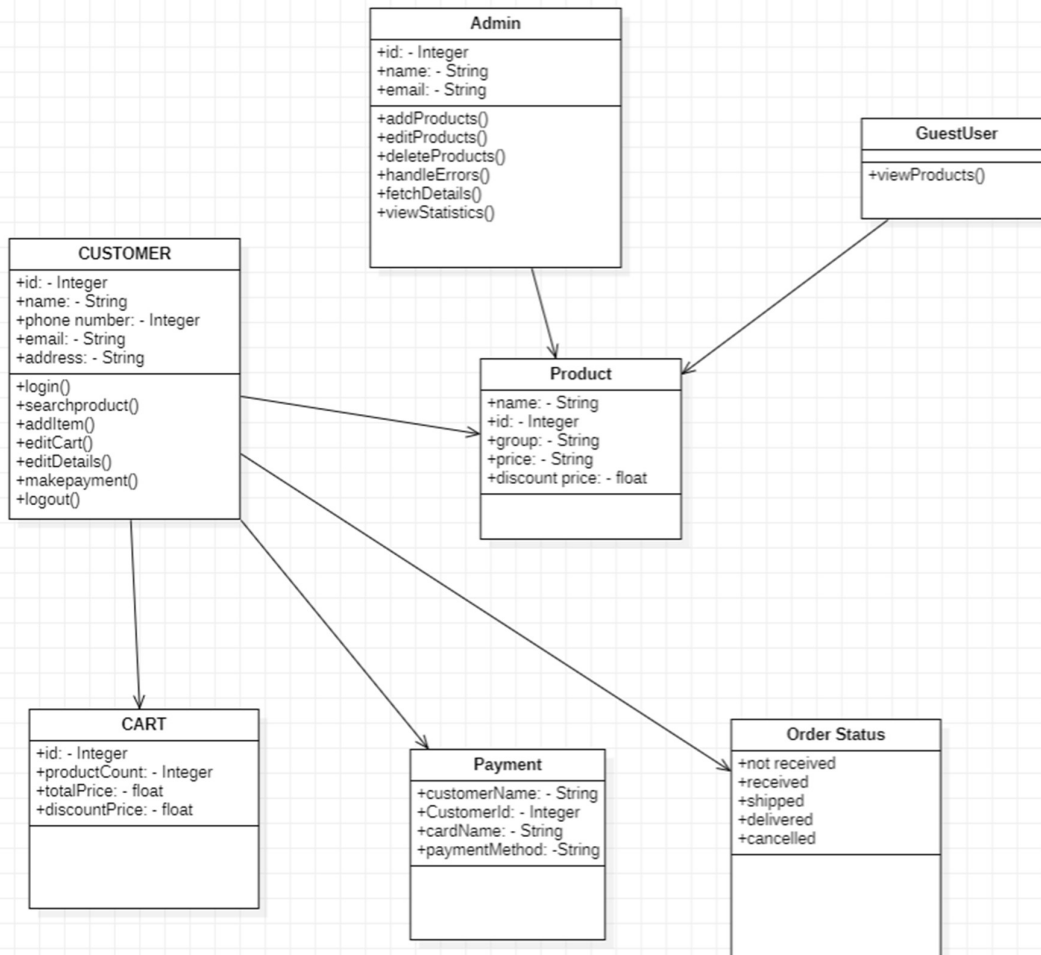 Admin
+id: - Integer
+name: - String
+email: - String
+addProducts()
+editProducts()
+deleteProducts()
+handleErrors()
+fetchDetails()
+viewStatistics()
GuestUser
+viewProducts()
CUSTOMER
+id: - Integer
+name: - String
+phone number: - Integer
+email: - String
+address: - String
+login()
+searchproduct()
+addItem()
+editCart()
+editDetails()
+makepayment()
+logout()
Product
+name: - String
+id: - Integer
+group: - String
+price: - String
+discount price: - float
CART
+id: - Integer
+productCount: - Integer
+totalPrice: - float
+discountPrice: - float
Payment
+customerName: - String
+CustomerId: - Integer
+cardName: - String
+paymentMethod: -String
Order Status
+not received
+received
+shipped
+delivered
+cancelled